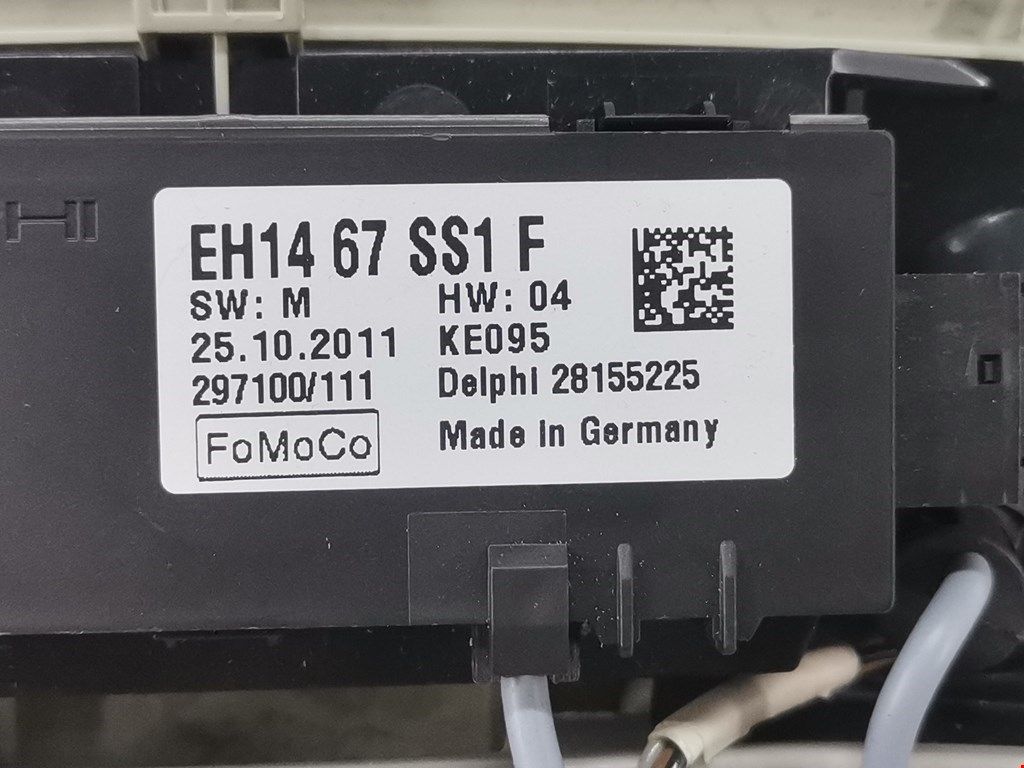 EH14 67 SS1 F
SW: M HW: 04
25.10.2011 KE095
297100/111 Delphi 28155225
FoMoCo Made in Germany